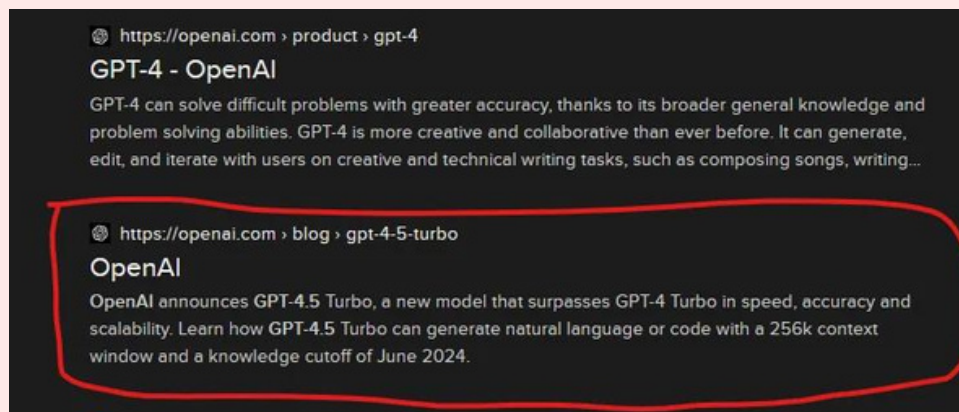 https://openai.com › product › gpt-4
GPT-4 - OpenAI
GPT-4 can solve difficult problems with greater accuracy, thanks to its broader general knowledge and
problem solving abilities. GPT-4 is more creative and collaborative than ever before. It can generate,
edit, and iterate with users on creative and technical writing tasks, such as composing songs, writing...
https://openai.com › blog › gpt-4-5-turbo
OpenAI
OpenAI announces GPT-4.5 Turbo, a new model that surpasses GPT-4 Turbo in speed, accuracy and
scalability. Learn how GPT-4.5 Turbo can generate natural language or code with a 256k context
window and a knowledge cutoff of June 2024.